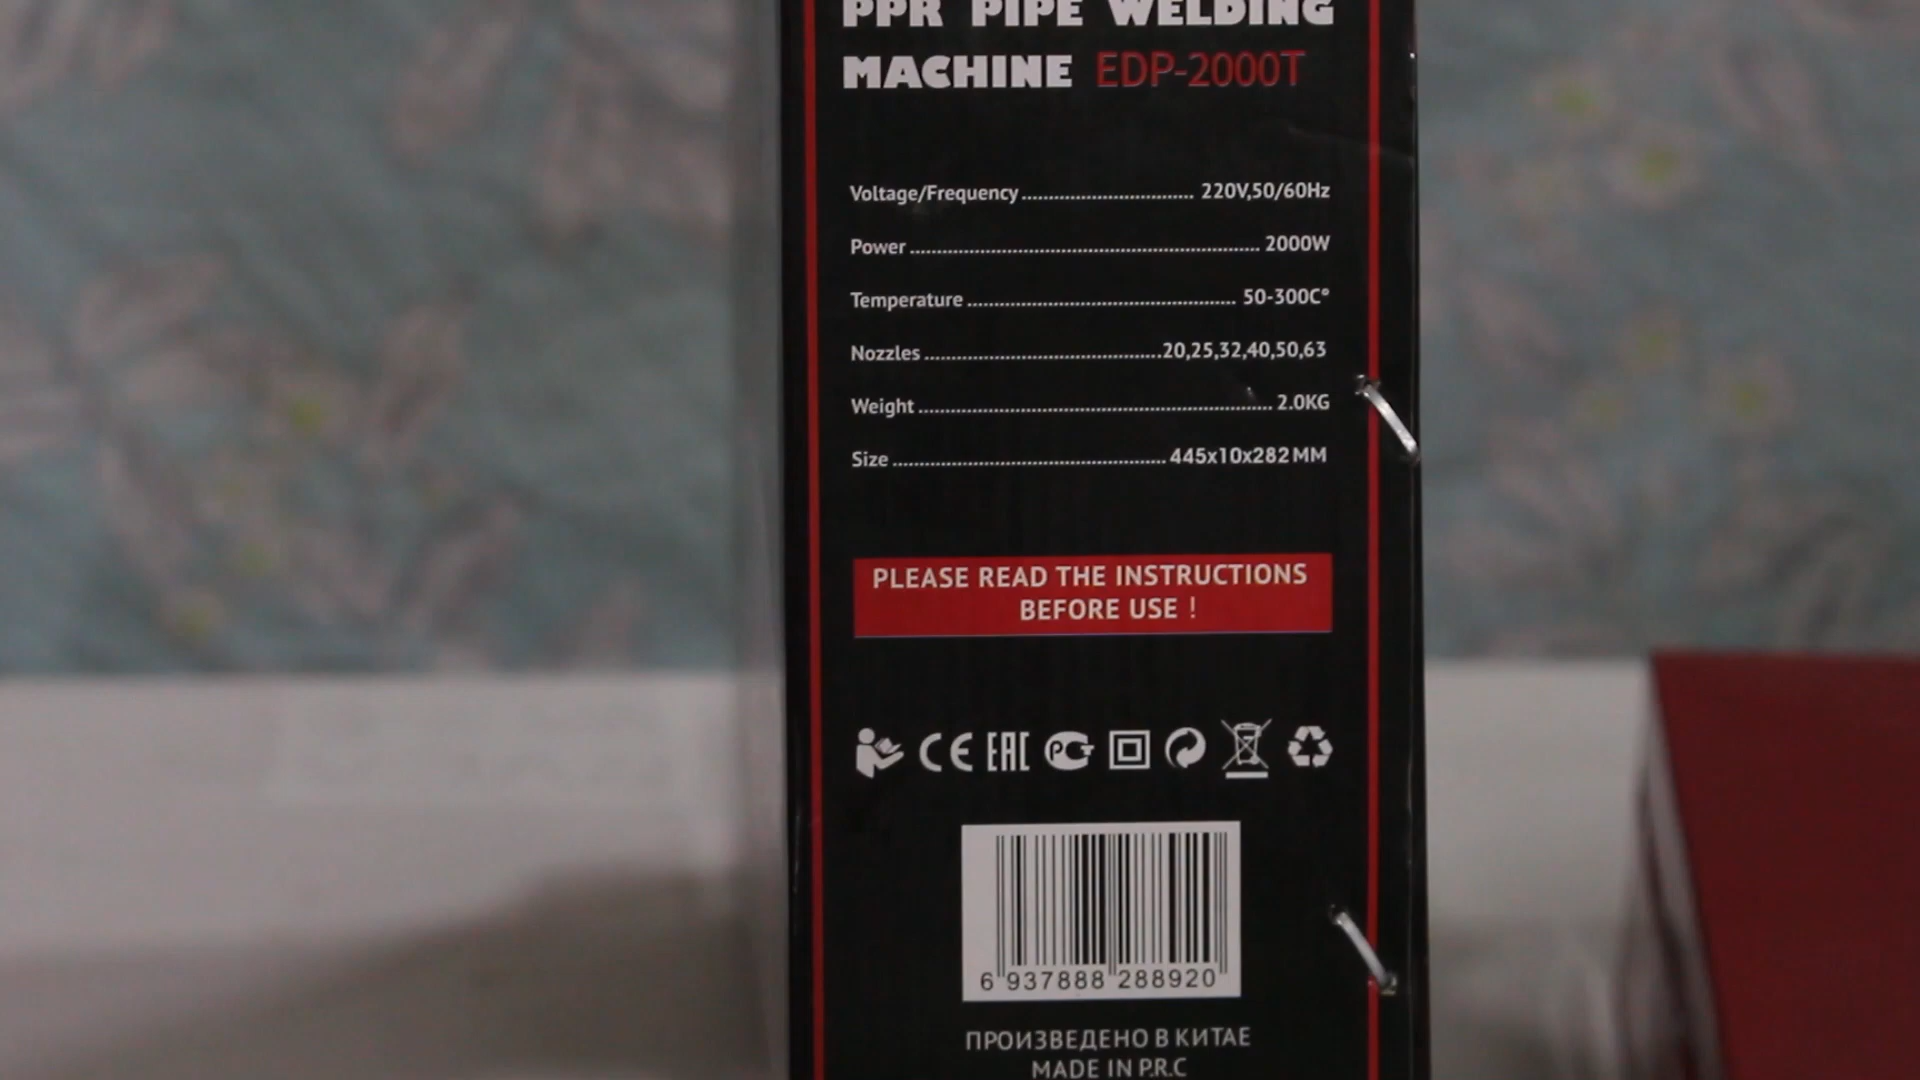 PPR PIPE WELDING
MACHINE EDP-2000T
Voltage/Frequency 220V,50/60Hz
Power 2000W
Temperature 50-300C°
Nozzles 20,25,32,40,50,63
Weight 2.0KG
Size 445x10x282MM
PLEASE READ THE INSTRUCTIONS
BEFORE USE !
CE EAC РСТ
6 937888 288920
ПРОИЗВЕДЕНО В КИТАЕ
MADE IN P.R.C